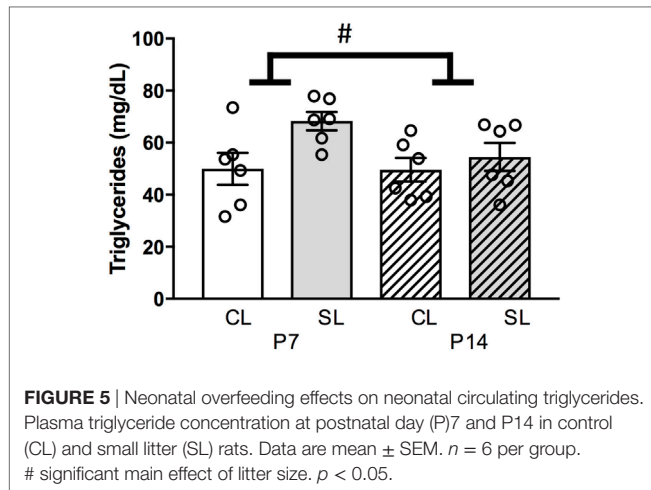 #
Triglycerides (mg/dL)
100
80
60
40
20
0
CL SL CL SL
P7 P14
FIGURE 5 | Neonatal overfeeding effects on neonatal circulating triglycerides.
Plasma triglyceride concentration at postnatal day (P)7 and P14 in control
(CL) and small litter (SL) rats. Data are mean ± SEM. n = 6 per group.
# significant main effect of litter size. p < 0.05.